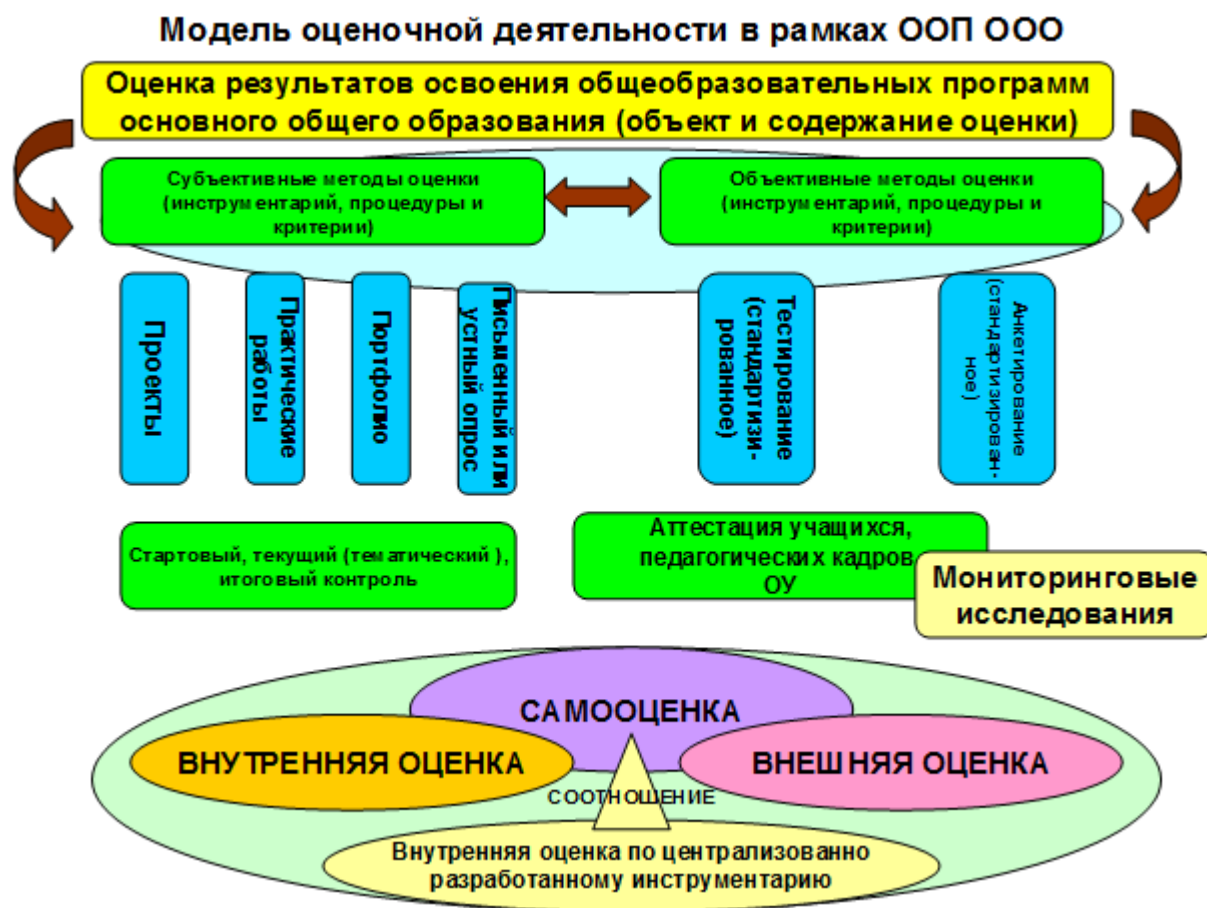 Модель оценочной деятельности в рамках ООП ООО
Оценка результатов освоения общеобразовательных программ
основного общего образования (объект и содержание оценки)
Субъективные методы оценки
(инструментарий, процедуры и
критерии)
Объективные методы оценки
(инструментарий, процедуры и
критерии)
Проекты
Практические
работы
Портфолио
Письменный или
устный опрос
Тестирование
(стандартизи-
рованное)
Анкетирование
(стандартизирован-
ное)
Стартовый, текущий (тематический ),
итоговый контроль
Аттестация учащихся,
педагогических кадров,
ОУ
Мониторинговые
исследования
САМООЦЕНКА
ВНУТРЕННЯЯ ОЦЕНКА
ВНЕШНЯЯ ОЦЕНКА
СООТНОШЕНИЕ
Внутренняя оценка по централизованно
разработанному инструментарию